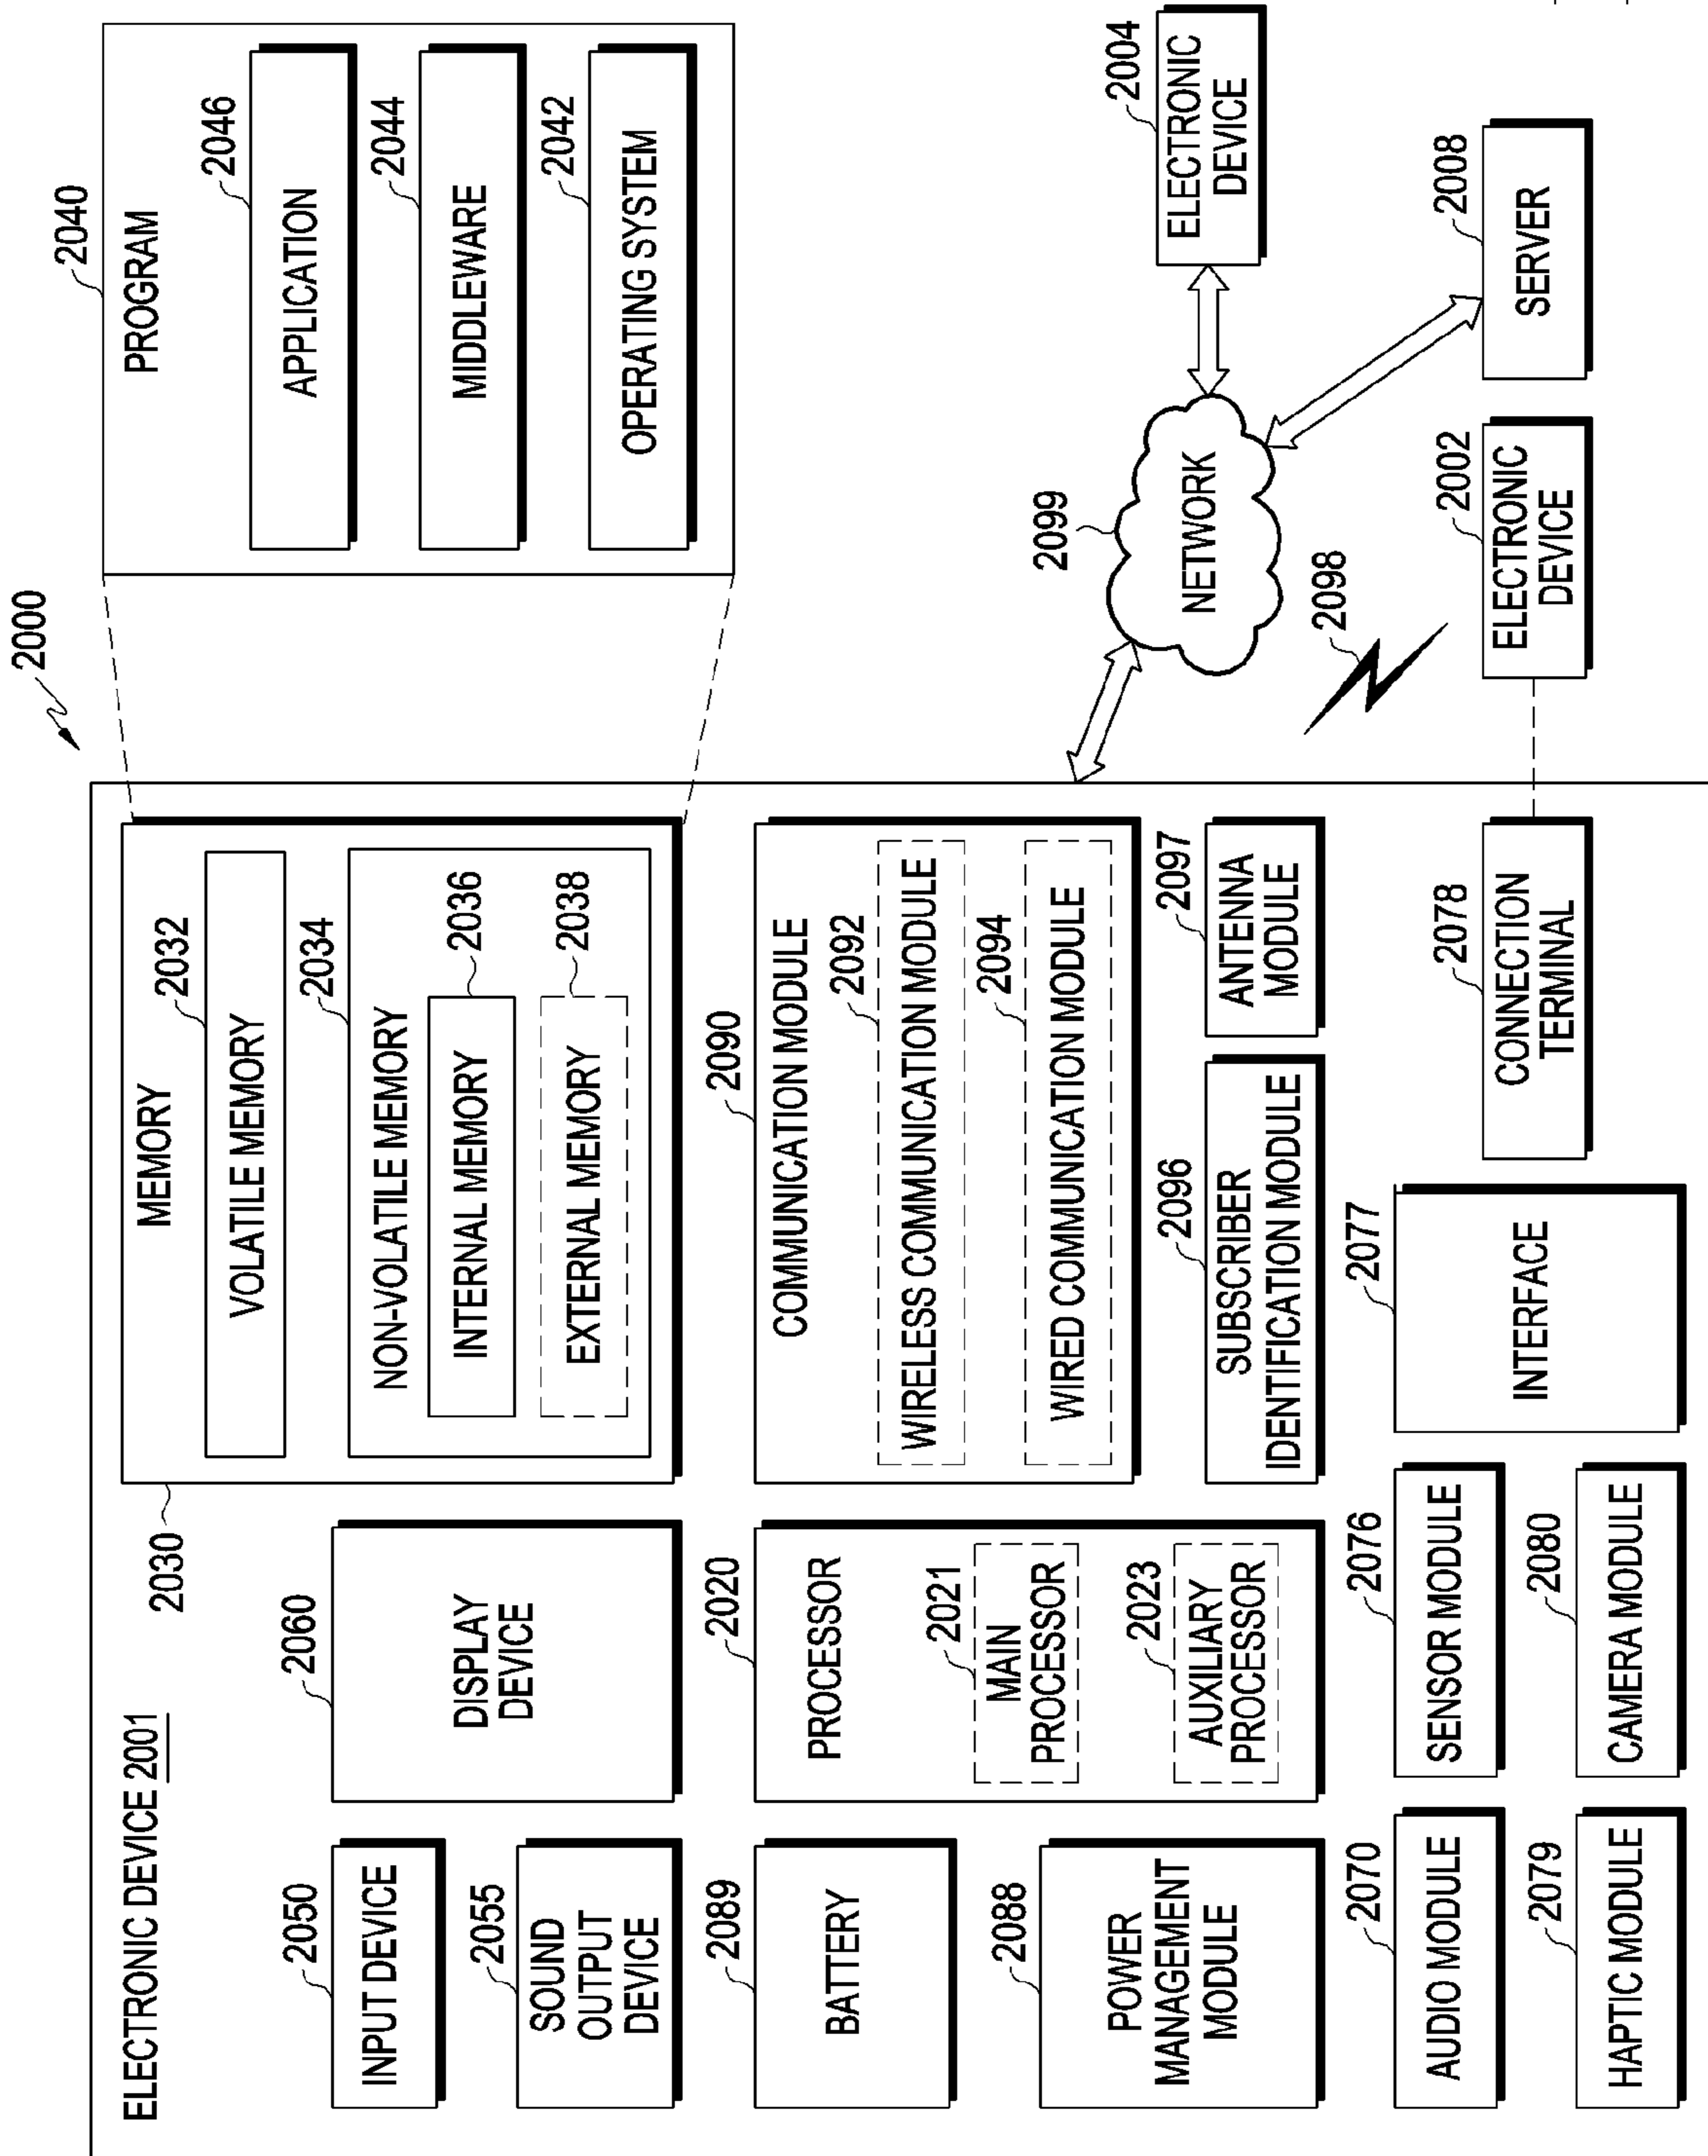 2000
ELECTRONIC DEVICE 2001
2030
MEMORY
2032
VOLATILE MEMORY
2034
NON-VOLATILE MEMORY
INTERNAL MEMORY
2036
EXTERNAL MEMORY
2038
2040
PROGRAM
2046
APPLICATION
2044
MIDDLEWARE
2042
OPERATING SYSTEM
2050
INPUT DEVICE
2055
SOUND
OUTPUT
DEVICE
2060
DISPLAY
DEVICE
2089
BATTERY
2088
POWER
MANAGEMENT
MODULE
2020
PROCESSOR
2021
MAIN
PROCESSOR
2023
AUXILIARY
PROCESSOR
2090
COMMUNICATION MODULE
2092
WIRELESS COMMUNICATION MODULE
2094
WIRED COMMUNICATION MODULE
2096
SUBSCRIBER
IDENTIFICATION MODULE
2097
ANTENNA
MODULE
2099
NETWORK
2004
ELECTRONIC
DEVICE
2098
2070
AUDIO MODULE
2076
SENSOR MODULE
2077
INTERFACE
2078
CONNECTION
TERMINAL
2002
ELECTRONIC
DEVICE
2008
SERVER
2079
HAPTIC MODULE
2080
CAMERA MODULE